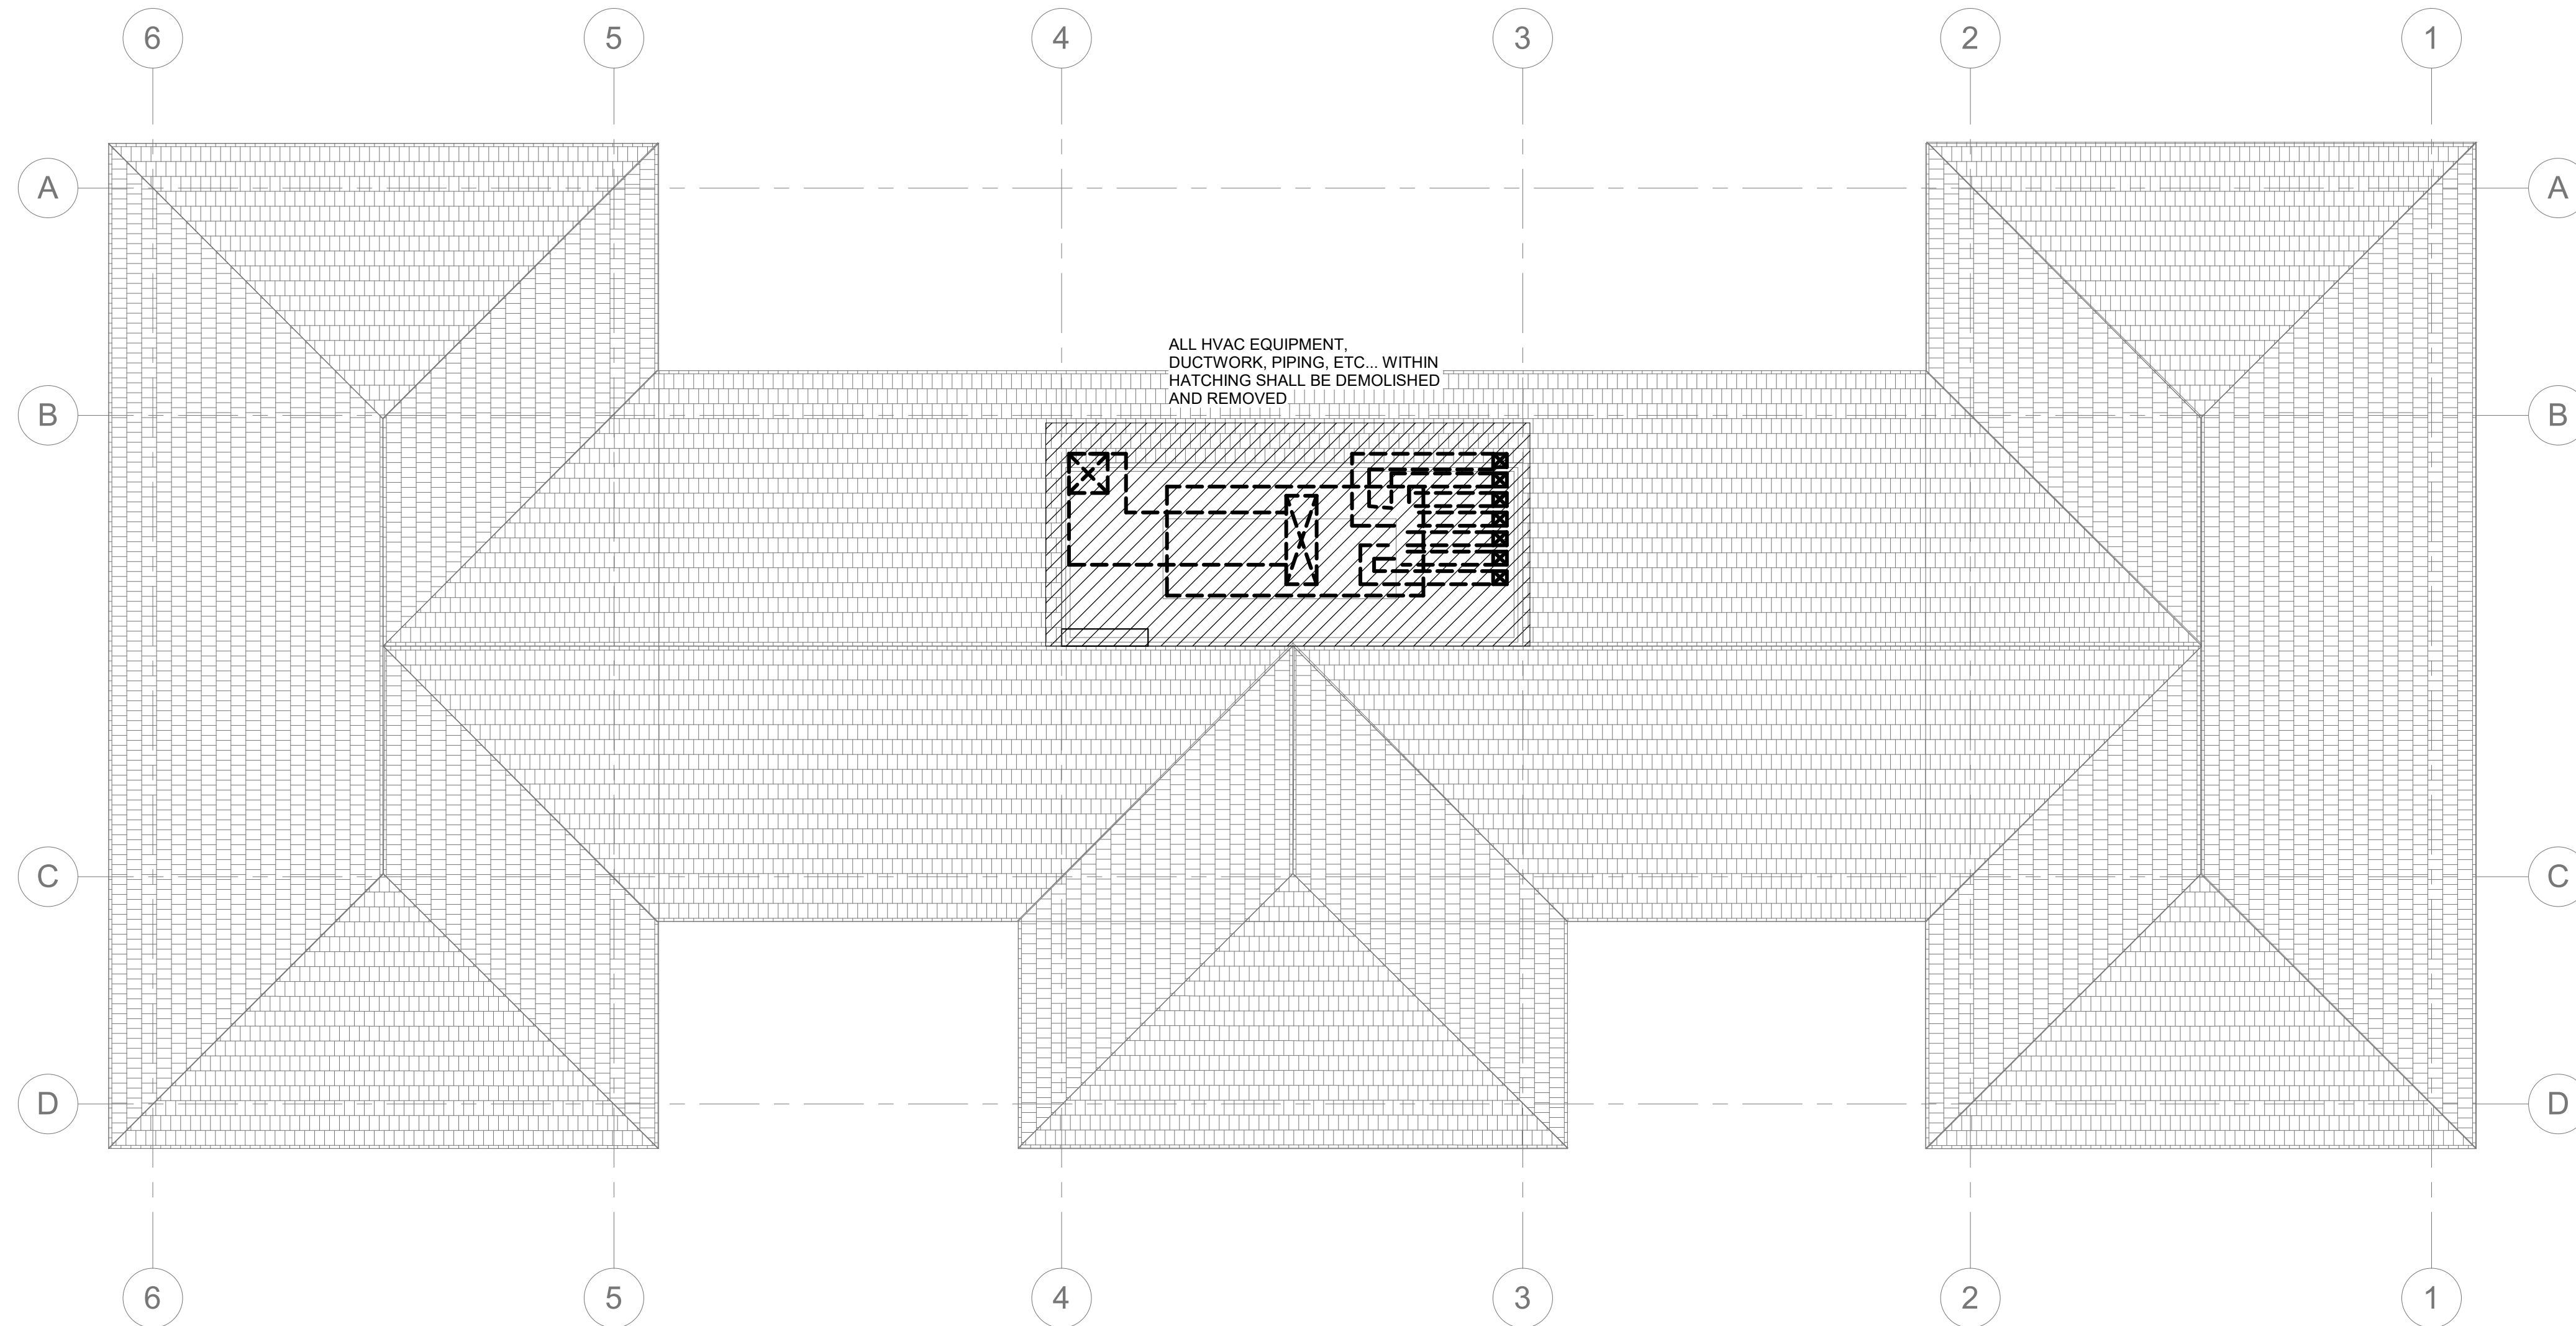 6 5 4 3 2 1
A A
ALL HVAC EQUIPMENT,
DUCTWORK, PIPING, ETC... WITHIN
HATCHING SHALL BE DEMOLISHED
AND REMOVED
B B
C C
D D
6 5 4 3 2 1